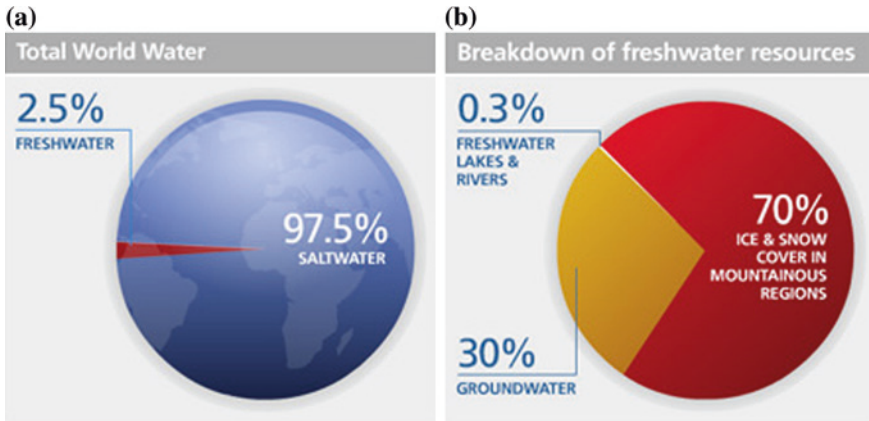 (a)
Total World Water
2.5%
FRESHWATER
97.5%
SALTWATER
(b)
Breakdown of freshwater resources
0.3%
FRESHWATER
LAKES &
RIVERS
70%
ICE & SNOW
COVER IN
MOUNTAINOUS
REGIONS
30%
GROUNDWATER